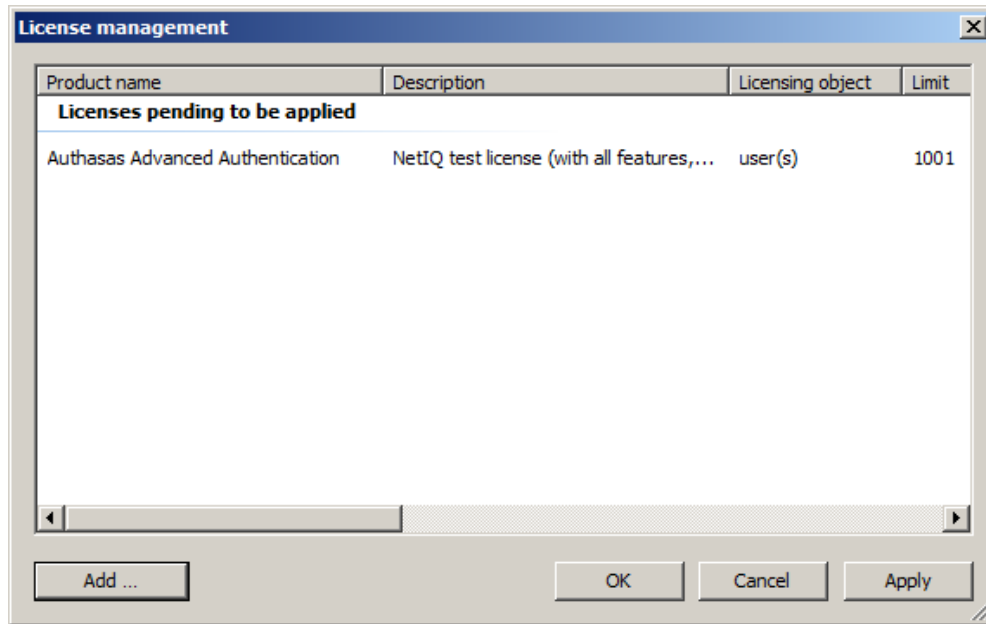 License management
Product name Description Licensing object Limit
Licenses pending to be applied
Authasas Advanced Authentication NetIQ test license (with all features,... user(s) 1001
Add ... OK Cancel Apply